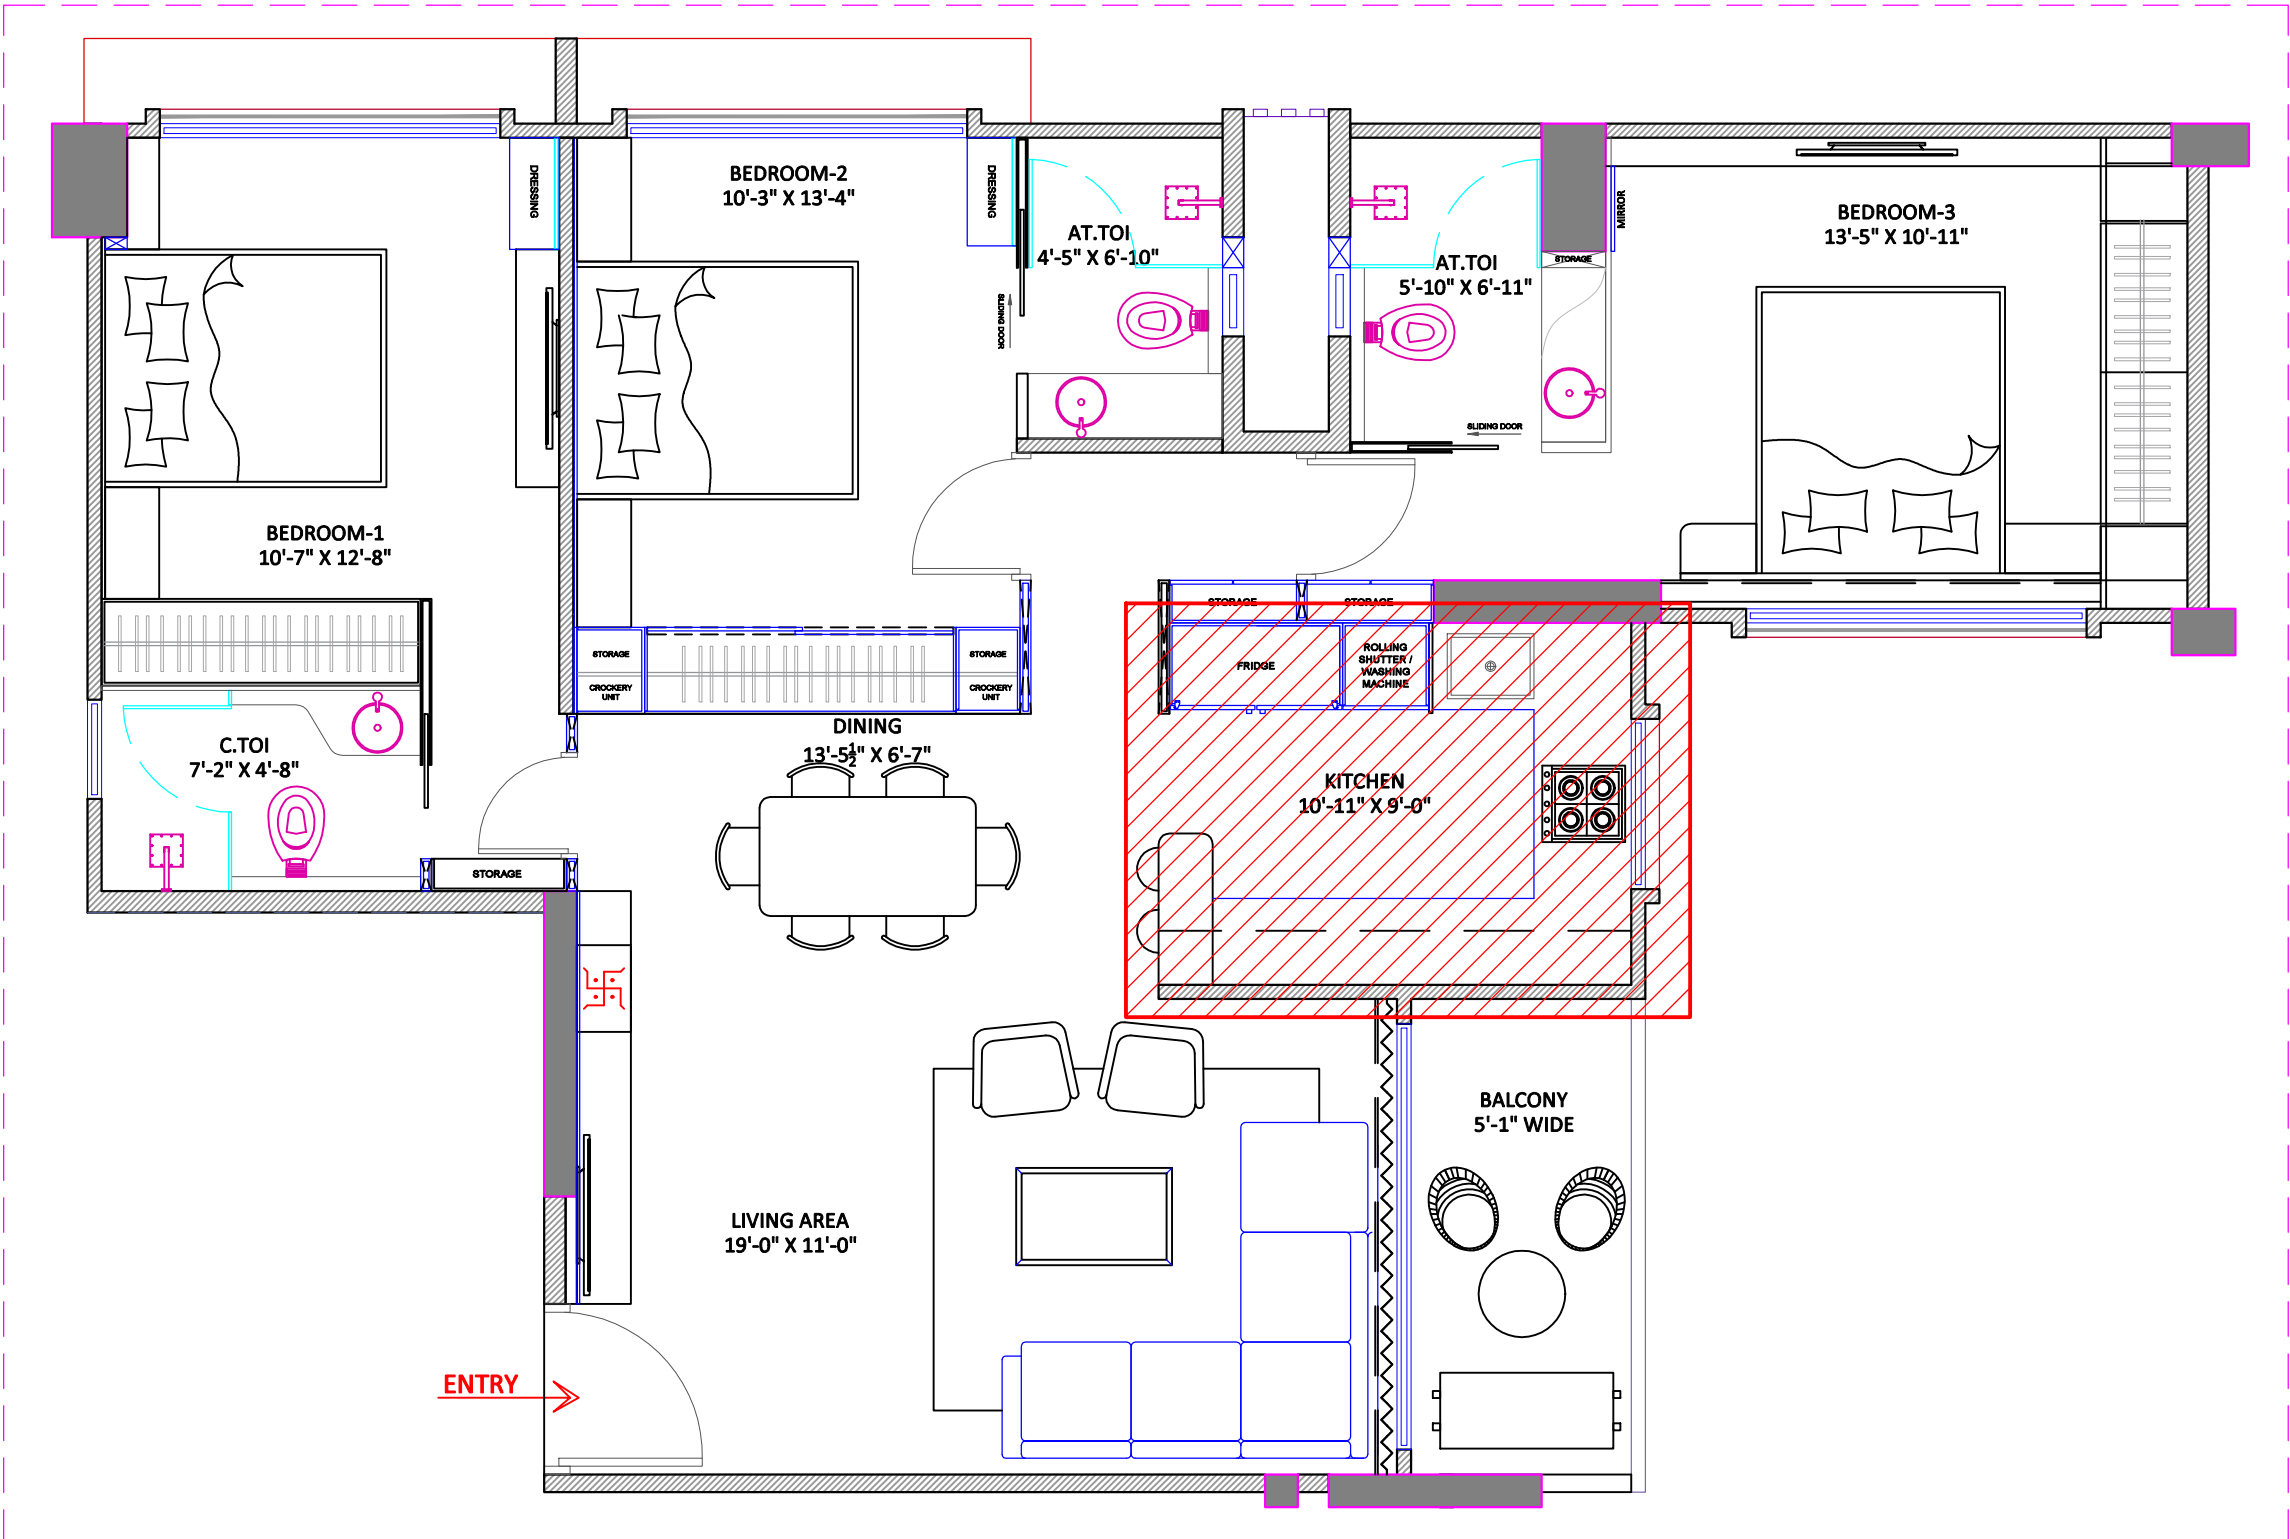 BEDROOM-1
10'-7" X 12'-8"
DRESSING
BEDROOM-2
10'-3" X 13'-4"
DRESSING
SLIDING DOOR
AT.TOI
4'-5" X 6'-10"
AT.TOI
5'-10" X 6'-11"
SLIDING DOOR
STORAGE
MIRROR
BEDROOM-3
13'-5" X 10'-11"
STORAGE
CROCKERY
UNIT
STORAGE
CROCKERY
UNIT
STORAGE
STORAGE
FRIDGE
ROLLING
SHUTTER /
WASHING
MACHINE
C.TOI
7'-2" X 4'-8"
STORAGE
DINING
13'-5½" X 6'-7"
KITCHEN
10'-11" X 9'-0"
LIVING AREA
19'-0" X 11'-0"
BALCONY
5'-1" WIDE
ENTRY